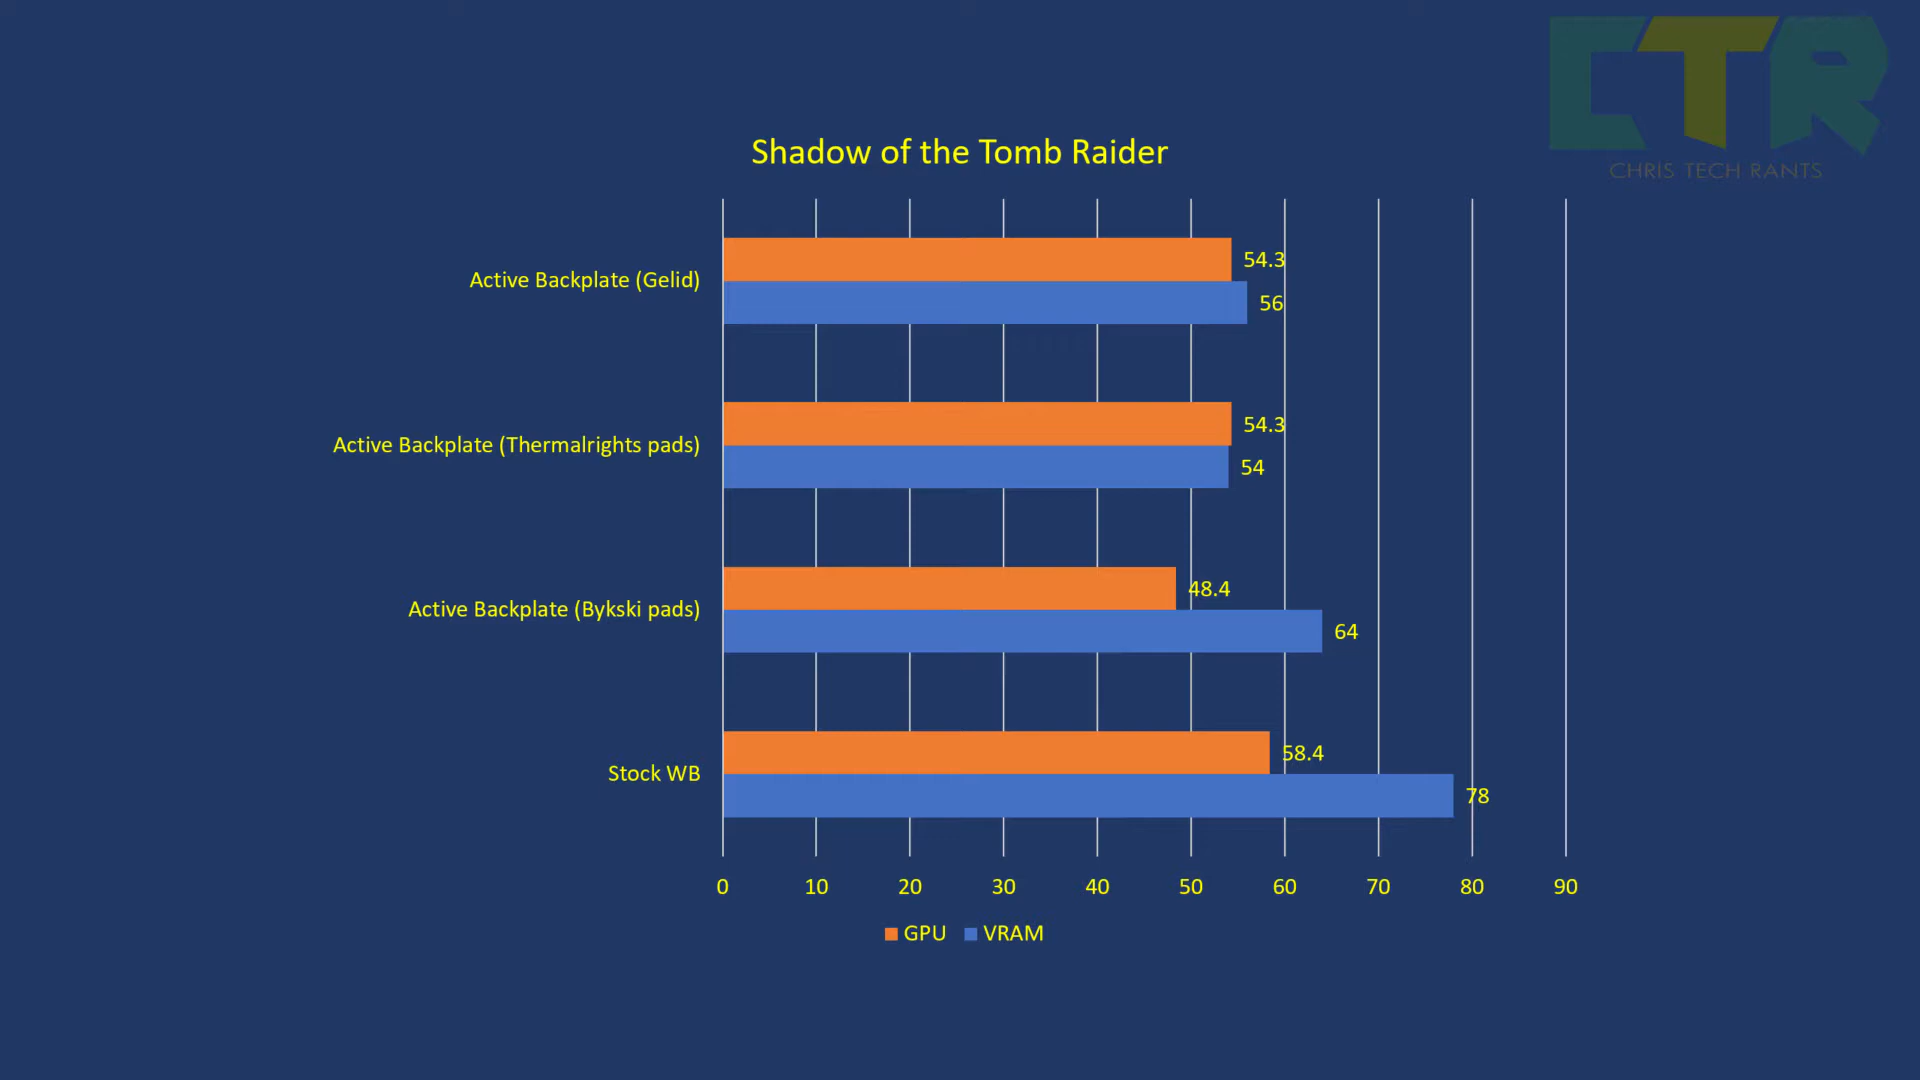 CTR
CHRIS TECH RANTS
Shadow of the Tomb Raider
Active Backplate (Gelid)
54.3
56
Active Backplate (Thermalrights pads)
54.3
54
Active Backplate (Bykski pads)
48.4
64
Stock WB
58.4
78
0 10 20 30 40 50 60 70 80 90
GPU VRAM